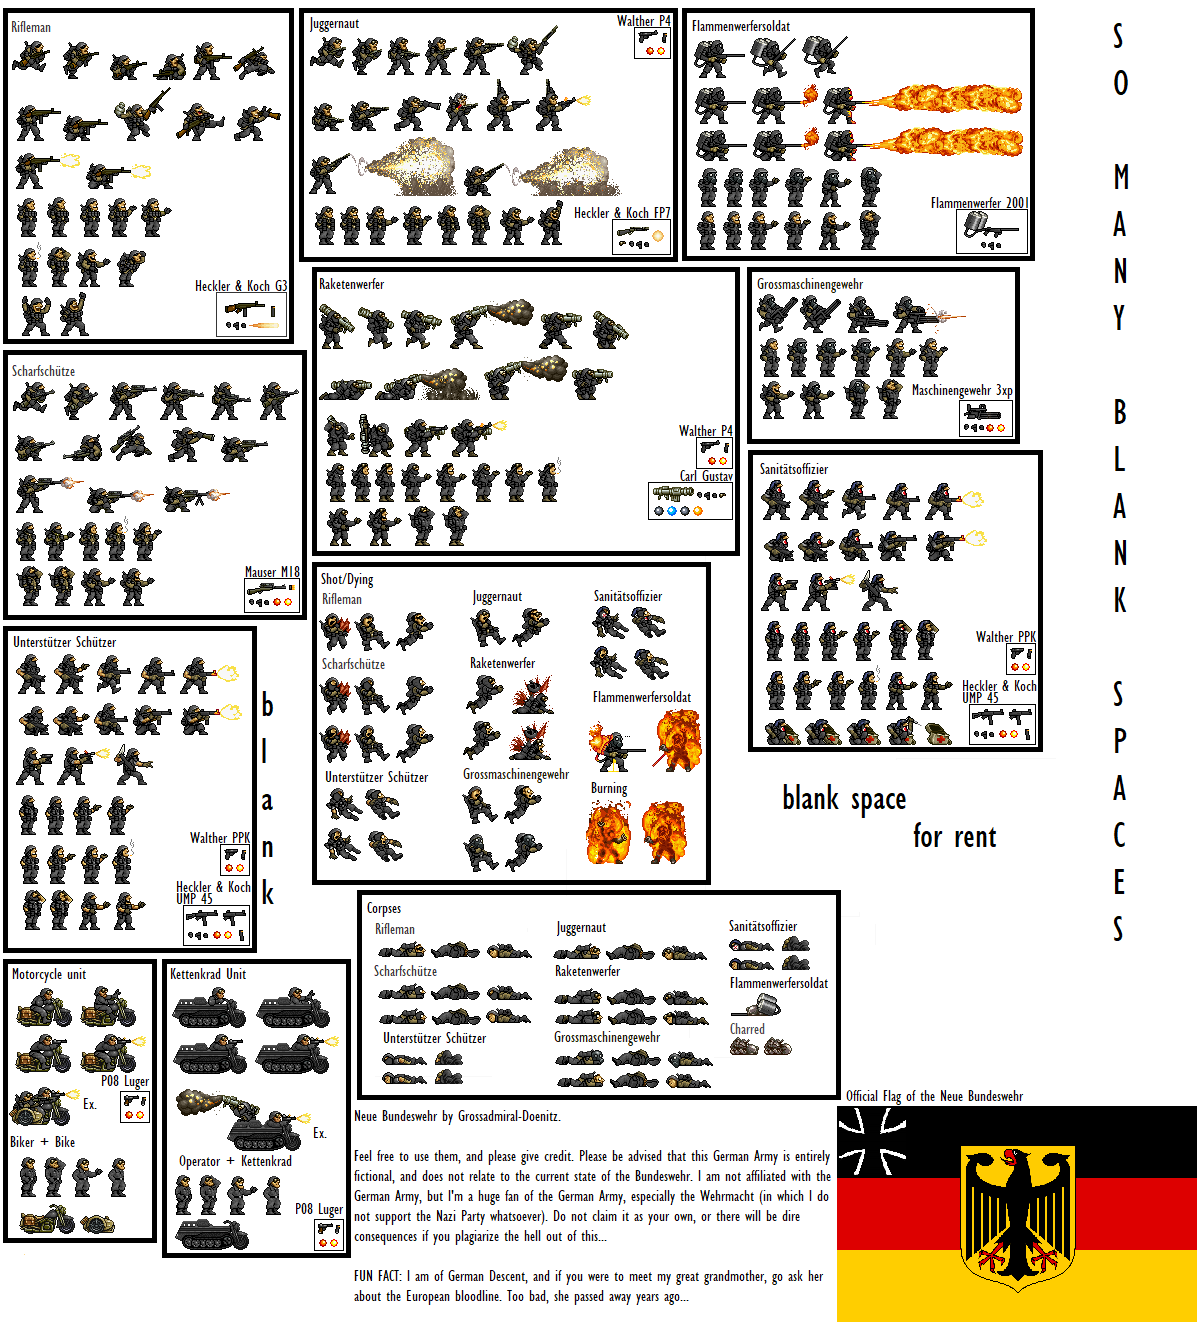 Rifleman
Heckler & Koch G3
Juggernaut
Walther P4
Heckler & Koch FP7
Flammenwerfersoldat
Flammenwerfer 2001
S
O
M
A
N
Y
B
L
A
N
K
S
P
A
C
E
S
Raketenwerfer
Walther P4
Carl Gustav
Grossmaschinengewehr
Maschinengewehr 3xp
Scharfschütze
Mauser M18
Sanitätsoffizier
Walther PPK
Heckler & Koch
UMP 45
Shot/Dying
Rifleman
Juggernaut
Sanitätsoffizier
Scharfschütze
Raketenwerfer
Flammenwerfersoldat
Unterstützer Schützer
Grossmaschinengewehr
Burning
Unterstützer Schützer
Walther PPK
Heckler & Koch
UMP 45
b
l
a
n
k
blank space
for rent
Corpses
Rifleman
Juggernaut
Sanitätsoffizier
Scharfschütze
Raketenwerfer
Flammenwerfersoldat
Unterstützer Schützer
Grossmaschinengewehr
Charred
Motorcycle unit
P08 Luger
Ex.
Biker + Bike
Kettenkrad Unit
Ex.
Operator + Kettenkrad
P08 Luger
Neue Bundeswehr by Grossadmiral-Doenitz.
Feel free to use them, and please give credit. Please be advised that this German Army is entirely
fictional, and does not relate to the current state of the Bundeswehr. I am not affiliated with the
German Army, but I'm a huge fan of the German Army, especially the Wehrmacht (in which I do
not support the Nazi Party whatsoever). Do not claim it as your own, or there will be dire
consequences if you plagiarize the hell out of this...
FUN FACT: I am of German Descent, and if you were to meet my great grandmother, go ask her
about the European bloodline. Too bad, she passed away years ago...
Official Flag of the Neue Bundeswehr